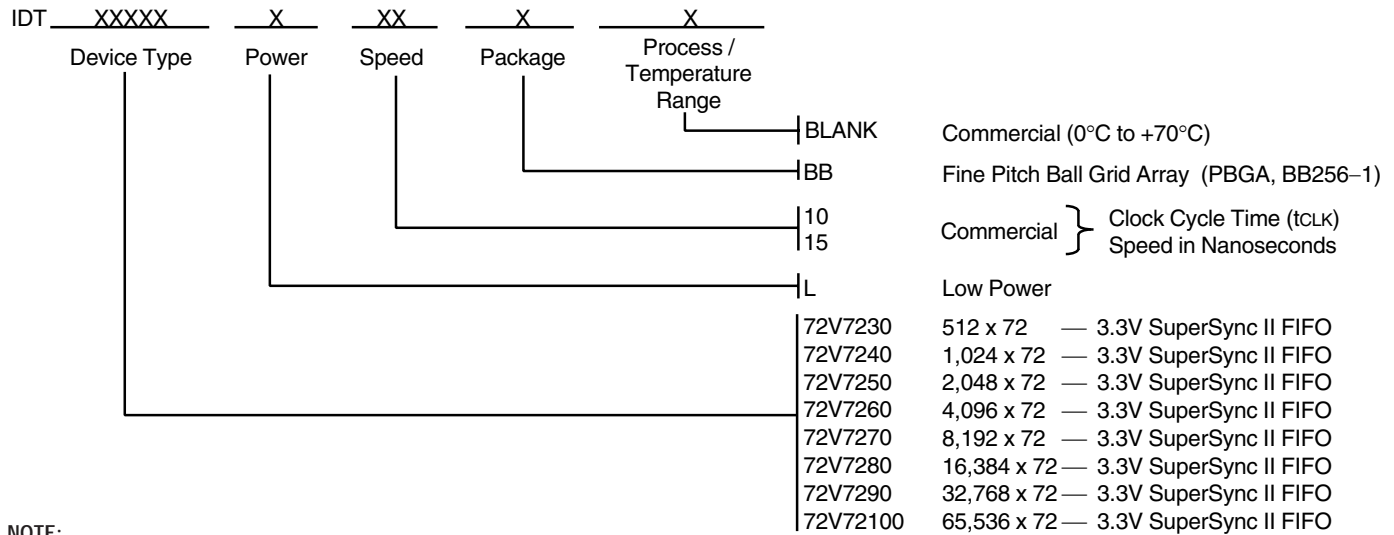 IDT XXXXX X XX X X
Device Type Power Speed Package Process / Temperature Range
BLANK Commercial (0°C to +70°C)
BB Fine Pitch Ball Grid Array (PBGA, BB256–1)
10
15
Commercial } Clock Cycle Time (tCLK)
Speed in Nanoseconds
L Low Power
72V7230 512 x 72 — 3.3V SuperSync II FIFO
72V7240 1,024 x 72 — 3.3V SuperSync II FIFO
72V7250 2,048 x 72 — 3.3V SuperSync II FIFO
72V7260 4,096 x 72 — 3.3V SuperSync II FIFO
72V7270 8,192 x 72 — 3.3V SuperSync II FIFO
72V7280 16,384 x 72 — 3.3V SuperSync II FIFO
72V7290 32,768 x 72 — 3.3V SuperSync II FIFO
72V72100 65,536 x 72 — 3.3V SuperSync II FIFO
NOTE: